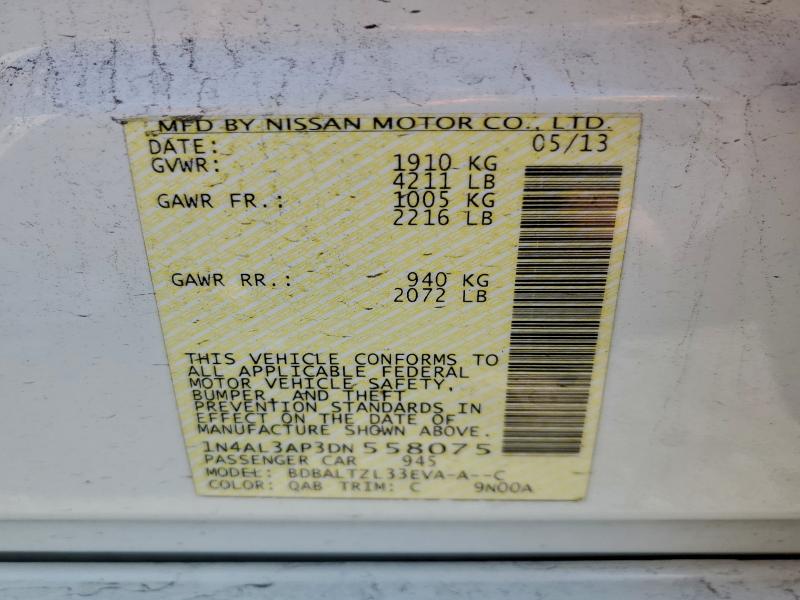 MFD BY NISSAN MOTOR CO., LTD.
DATE: 05/13
GVWR: 1910 KG
4211 LB
GAWR FR.: 1005 KG
2216 LB
GAWR RR.: 940 KG
2072 LB
THIS VEHICLE CONFORMS TO
ALL APPLICABLE FEDERAL
MOTOR VEHICLE SAFETY,
BUMPER, AND THEFT
PREVENTION STANDARDS IN
EFFECT ON THE DATE OF
MANUFACTURE SHOWN ABOVE.
1N4AL3AP3DN558075
PASSENGER CAR 945
MODEL: BDBALTZL33EVA-A--C
COLOR: QAB TRIM: C 9N00A